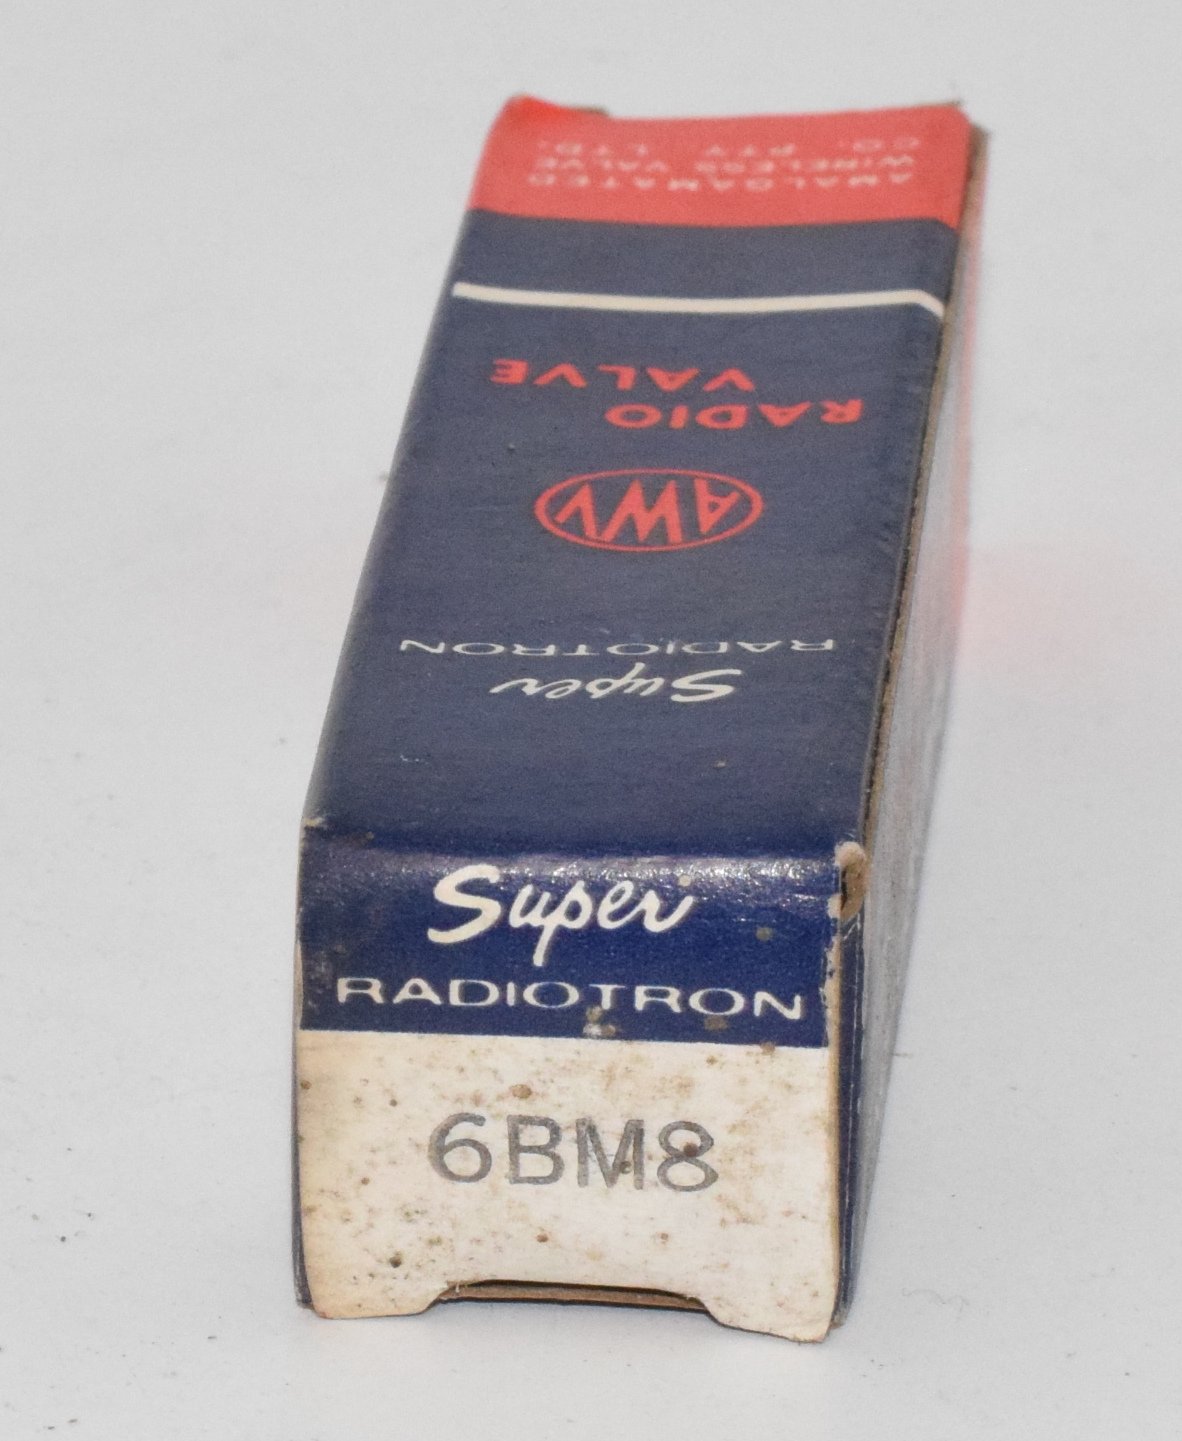 Super
RADIOTRON
6BM8
Super
RADIOTRON
AWV
RADIO
VALVE
AMALGAMATED
WIRELESS VALVE
CO. PTY. LTD.